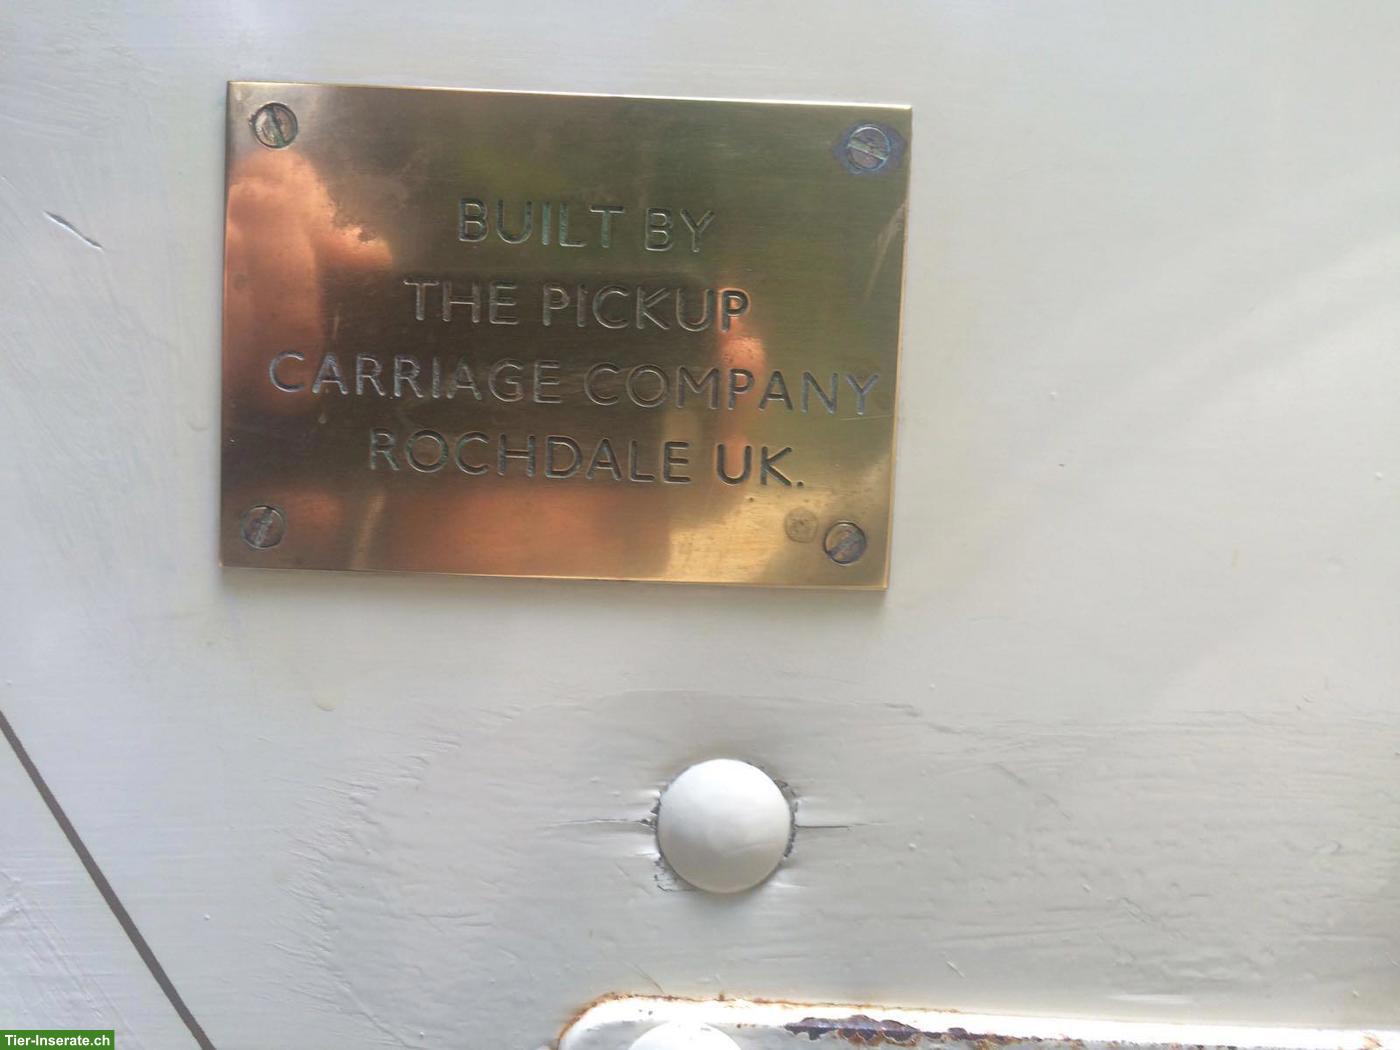 BUILT BY
THE PICKUP
CARRIAGE COMPANY
ROCHDALE UK.
Tier-Inserate.ch